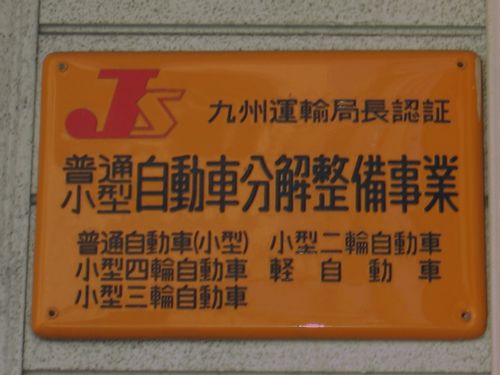 JS 九州運輸局長認証
普通
小型 自動車分解整備事業
普通自動車(小型) 小型二輪自動車
小型四輪自動車 軽自動車
小型三輪自動車